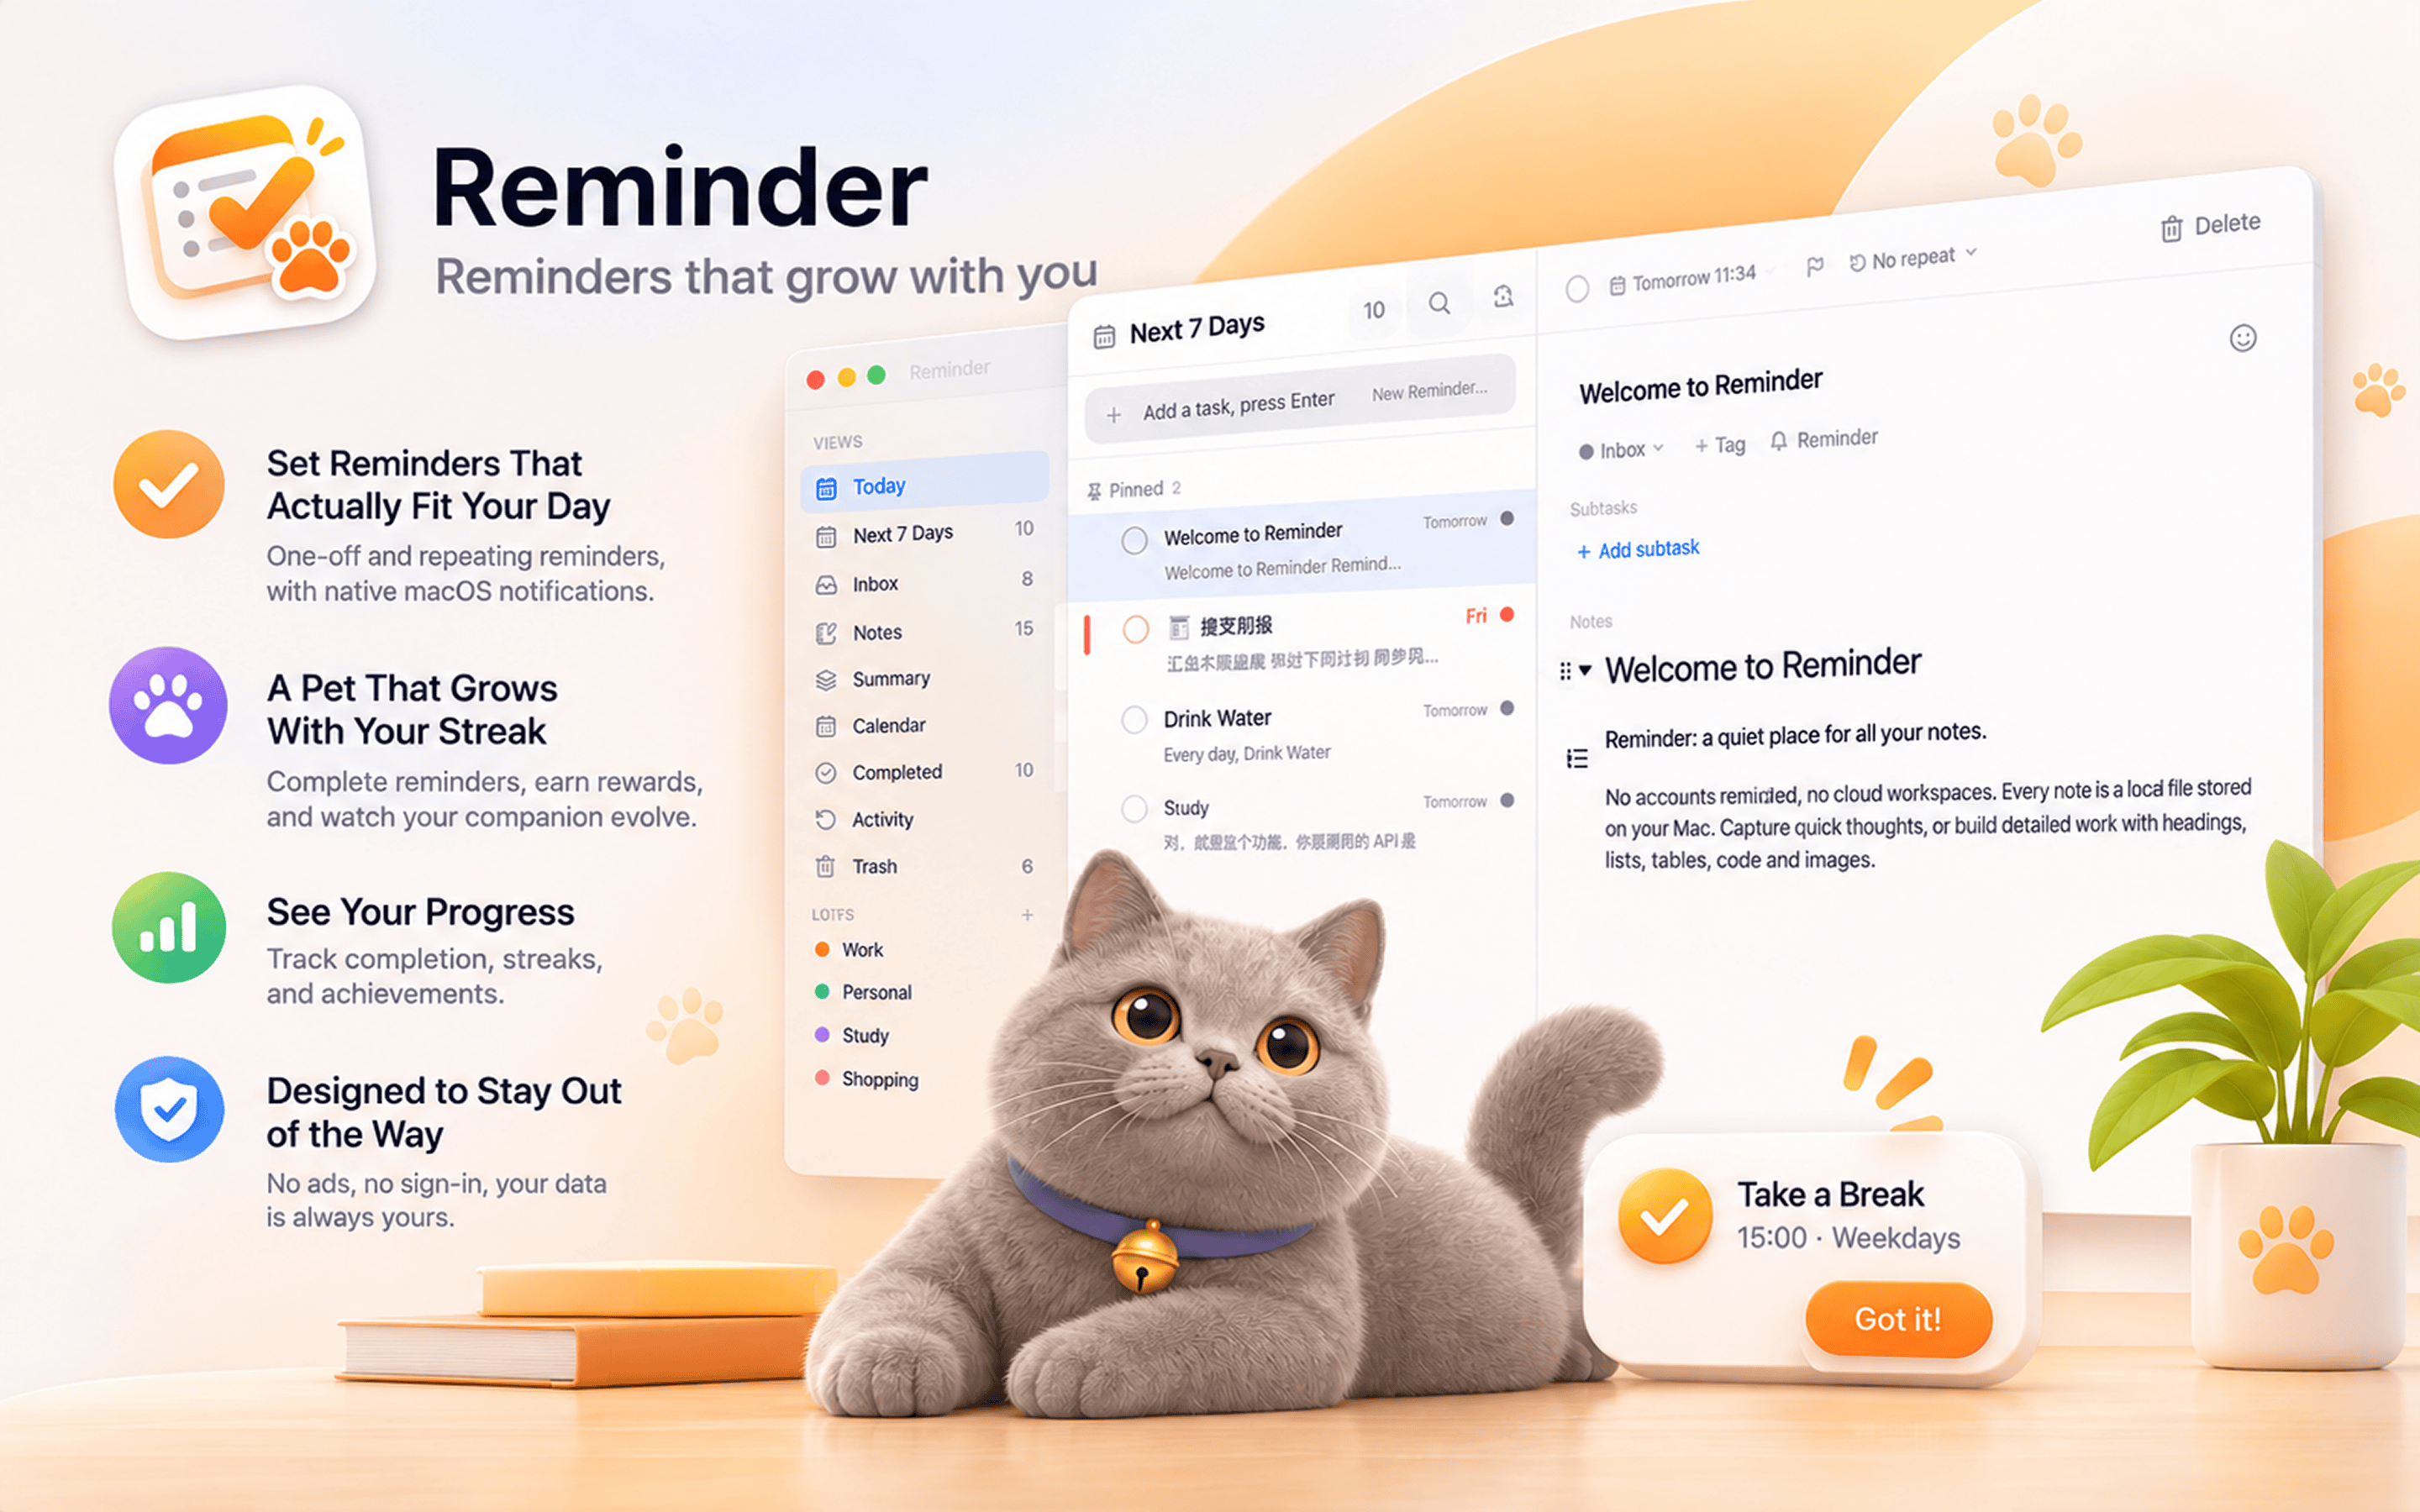 Reminder
Reminders that grow with you
Set Reminders That
Actually Fit Your Day
One-off and repeating reminders,
with native macOS notifications.
A Pet That Grows
With Your Streak
Complete reminders, earn rewards,
and watch your companion evolve.
See Your Progress
Track completion, streaks,
and achievements.
Designed to Stay Out
of the Way
No ads, no sign-in, your data
is always yours.
Reminder
VIEWS
Today
Next 7 Days 10
Inbox 8
Notes 15
Summary
Calendar
Completed 10
Activity
Trash 6
LOTFS +
Work
Personal
Study
Shopping
Next 7 Days 10
+ Add a task, press Enter New Reminder...
Pinned 2
Welcome to Reminder Tomorrow
Welcome to Reminder Remind...
Fri
Drink Water Tomorrow
Every day, Drink Water
Study Tomorrow
API
Tomorrow 11:34 No repeat Delete
Welcome to Reminder
Inbox + Tag Reminder
Subtasks
+ Add subtask
Notes
Welcome to Reminder
Reminder: a quiet place for all your notes.
No accounts, no cloud workspaces. Every note is a local file stored
on your Mac. Capture quick thoughts, or build detailed work with headings,
lists, tables, code and images.
Take a Break
15:00 · Weekdays
Got it!